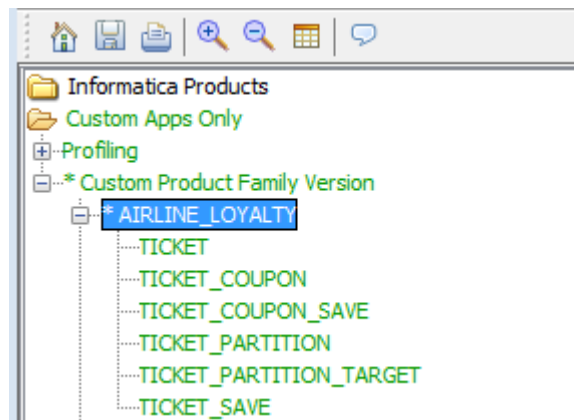 Informatica Products
Custom Apps Only
Profiling
* Custom Product Family Version
* AIRLINE_LOYALTY
TICKET
TICKET_COUPON
TICKET_COUPON_SAVE
TICKET_PARTITION
TICKET_PARTITION_TARGET
TICKET_SAVE